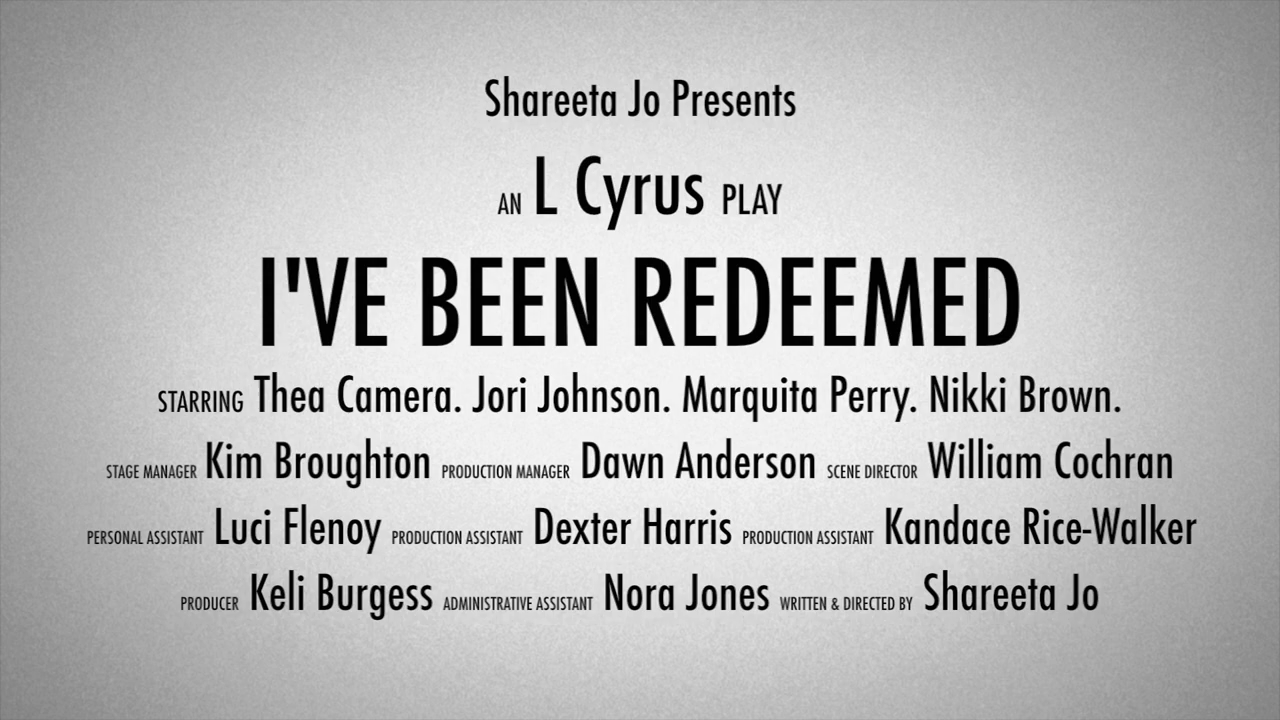 Shareeta Jo Presents
AN L Cyrus PLAY
I'VE BEEN REDEEMED
STARRING Thea Camera. Jori Johnson. Marquita Perry. Nikki Brown.
STAGE MANAGER Kim Broughton PRODUCTION MANAGER Dawn Anderson SCENE DIRECTOR William Cochran
PERSONAL ASSISTANT Luci Flenoy PRODUCTION ASSISTANT Dexter Harris PRODUCTION ASSISTANT Kandace Rice-Walker
PRODUCER Keli Burgess ADMINISTRATIVE ASSISTANT Nora Jones WRITTEN & DIRECTED BY Shareeta Jo